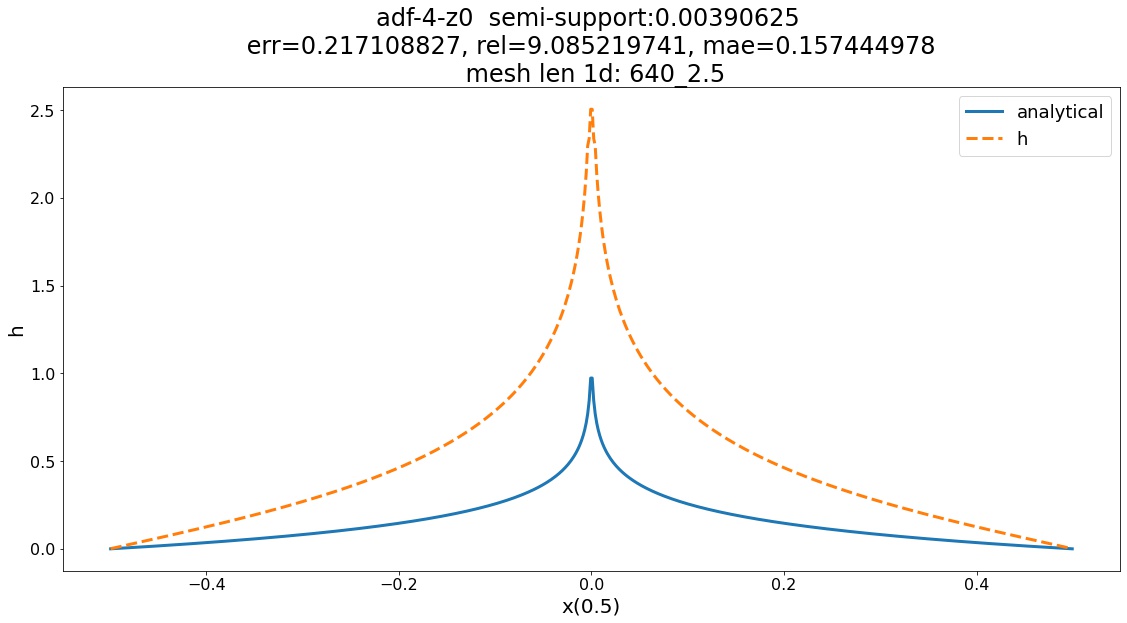 adf-4-z0 semi-support:0.00390625
err=0.217108827, rel=9.085219741, mae=0.157444978
mesh len 1d: 640_2.5
analytical
h
2.5
2.0
1.5
1.0
0.5
0.0
h
−0.4
−0.2
0.0
0.2
0.4
x(0.5)